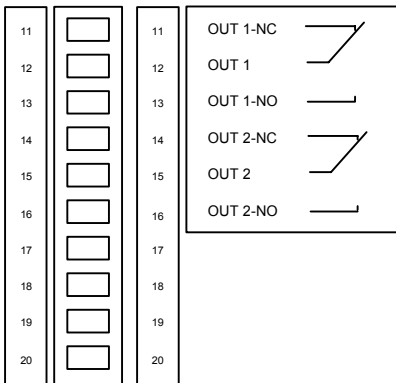 11 11 OUT 1-NC
12 12 OUT 1
13 13 OUT 1-NO
14 14 OUT 2-NC
15 15 OUT 2
16 16 OUT 2-NO
17 17
18 18
19 19
20 20